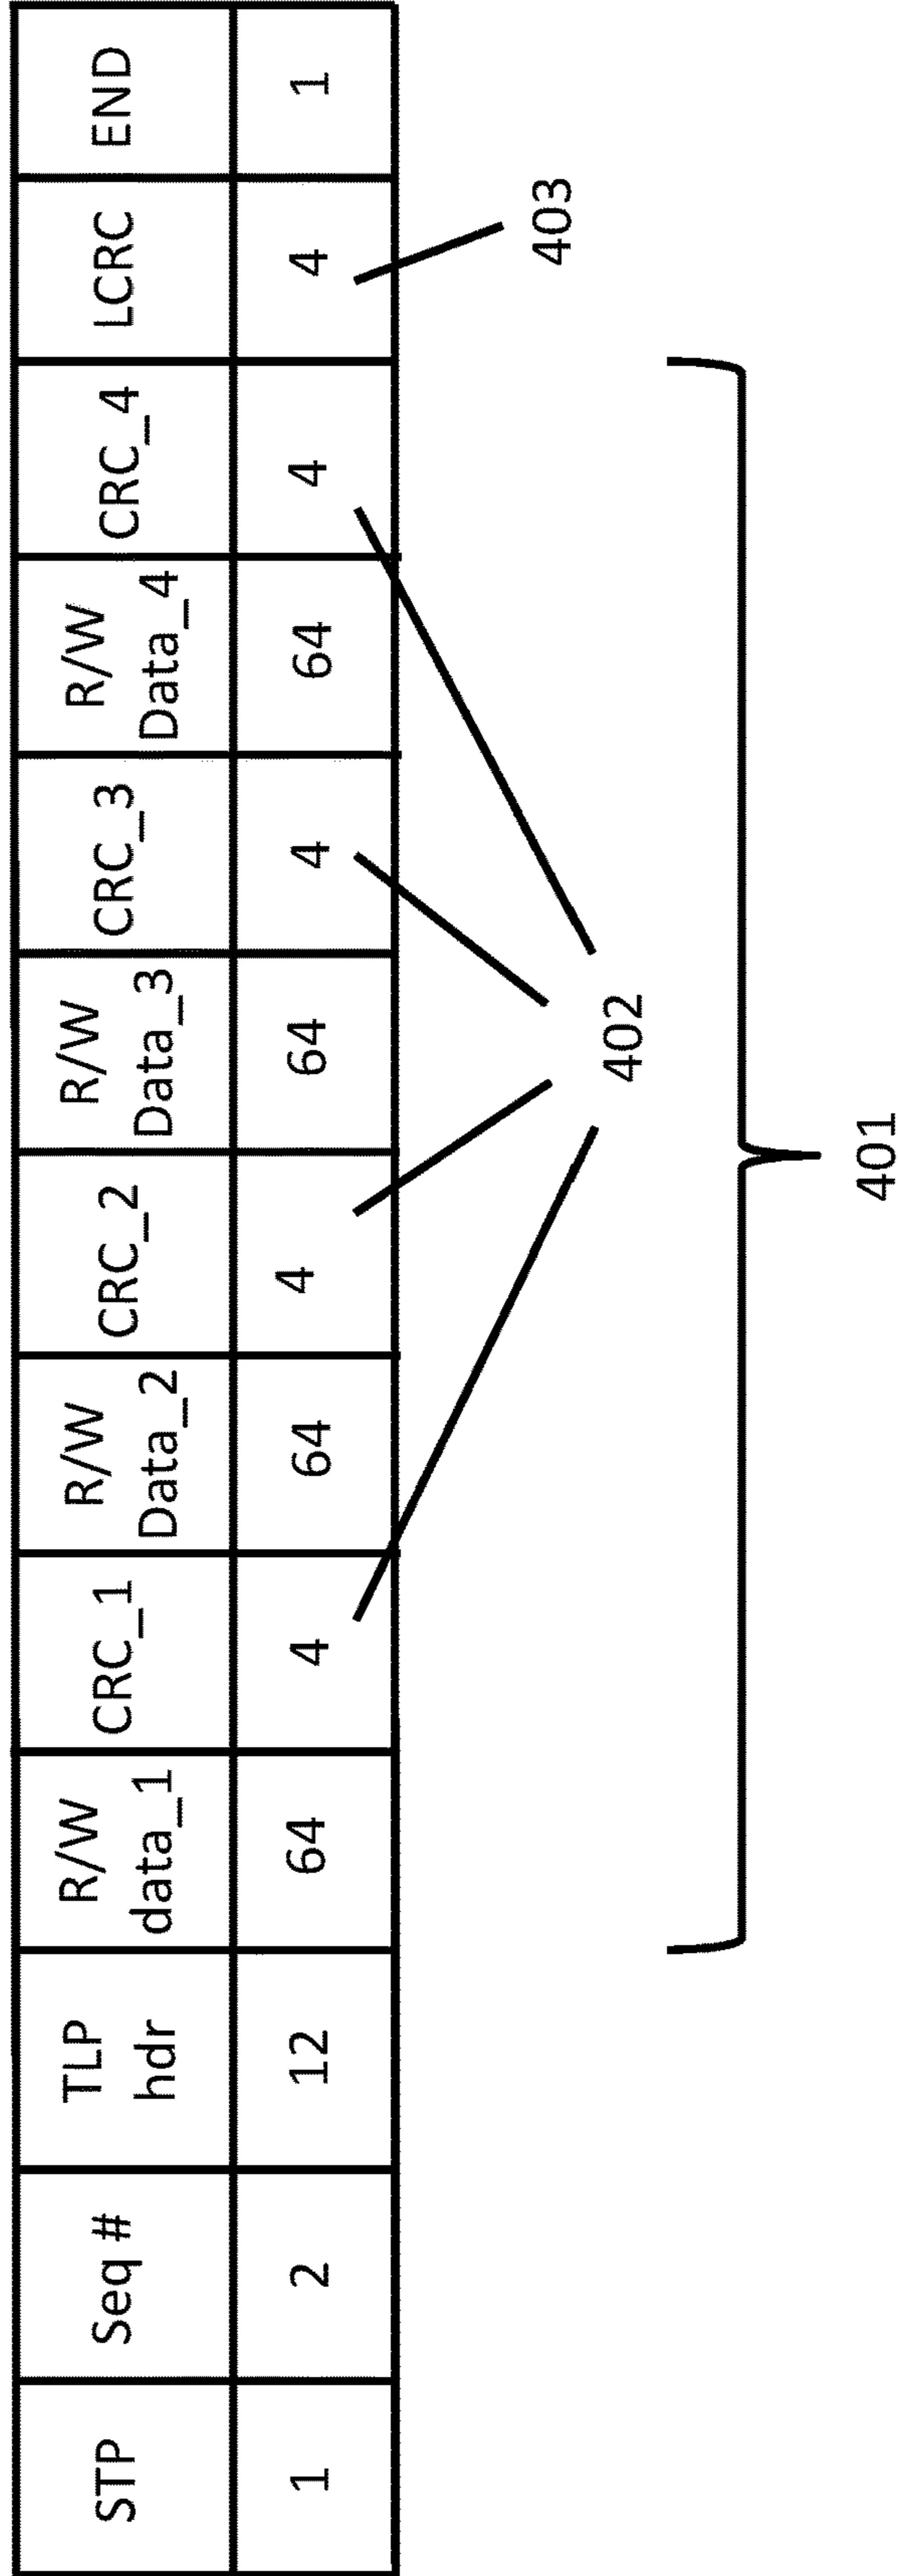 STP
Seq #
TLP
hdr
R/W
data_1
CRC_1
R/W
Data_2
CRC_2
R/W
Data_3
CRC_3
R/W
Data_4
CRC_4
LCRC
END
1
2
12
64
4
64
4
64
4
64
4
4
1
403
402
401